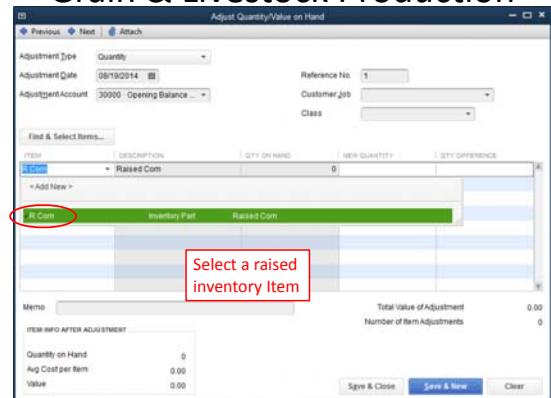 Grain & Livestock Production
Adjust Quantity/Value on Hand
Previous Next Attach
Adjustment Type Quantity
Adjustment Date 08/19/2014 Reference No. 1
Adjustment Account 30000 · Opening Balance ... Customer:Job
Class
Find & Select Items...
ITEM DESCRIPTION QTY ON HAND NEW QUANTITY QTY DIFFERENCE
R Corn Raised Corn 0
< Add New >
R Corn Inventory Part Raised Corn
Select a raised
inventory Item
Memo Total Value of Adjustment 0.00
Number of Item Adjustments 0
ITEM INFO AFTER ADJUSTMENT
Quantity on Hand 0
Avg Cost per Item 0.00
Value 0.00
Save & Close Save & New Clear